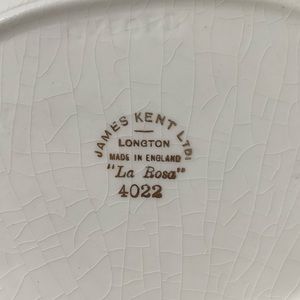 JAMES KENT LTD.
LONGTON
MADE IN ENGLAND
"La Rosa"
4022